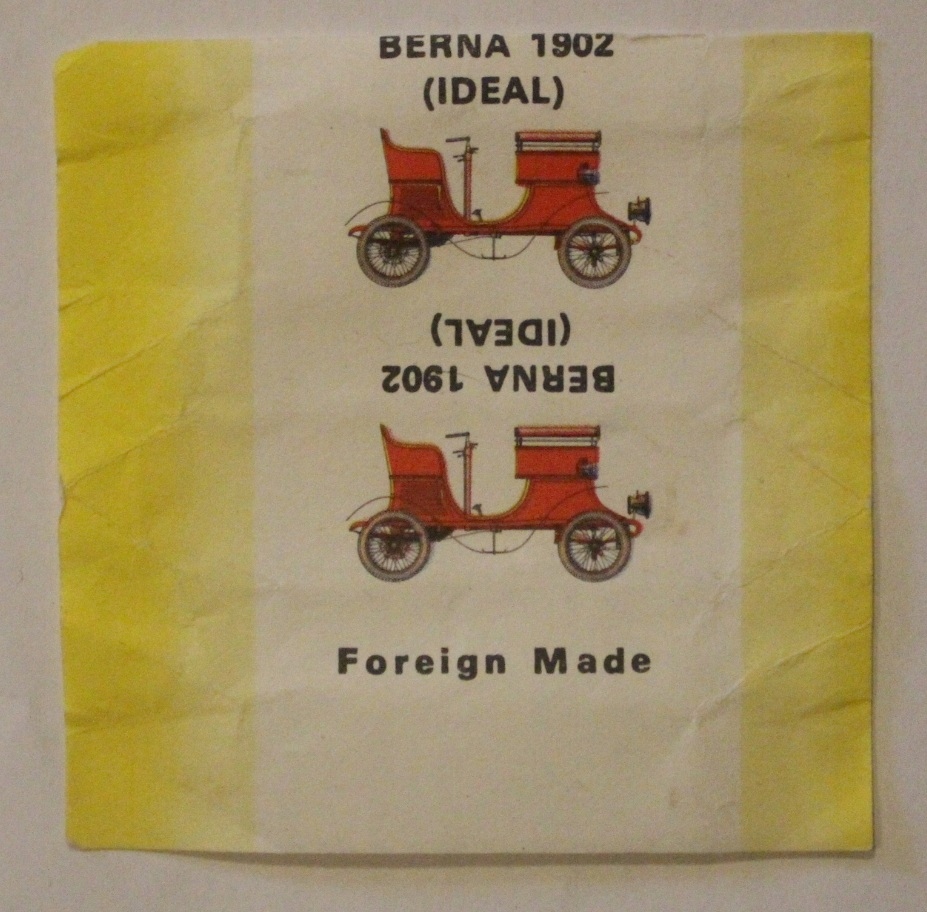 BERNA 1902
(IDEAL)
BERNA 1902
(IDEAL)
Foreign Made